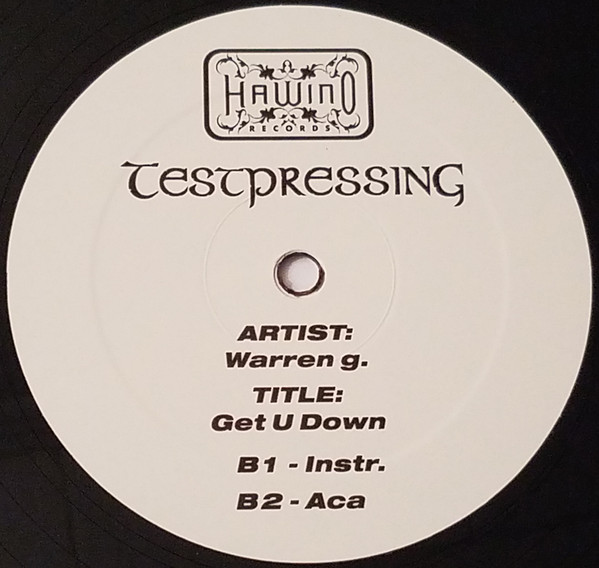 HAWINO
RECORDS
TESTPRESSING
ARTIST:
Warren g.
TITLE:
Get U Down
B1 - Instr.
B2 - Aca